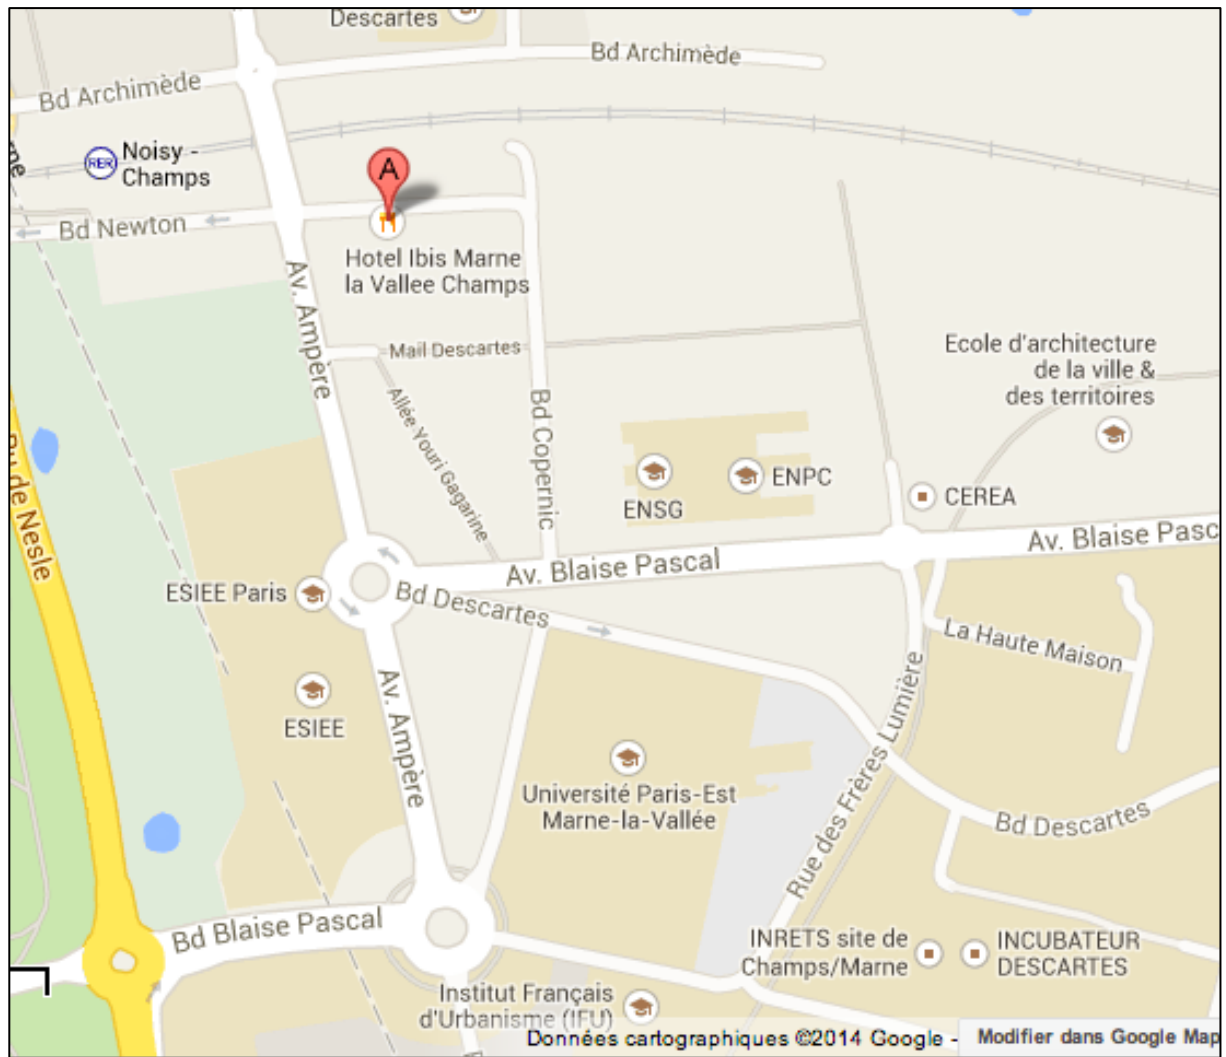 Descartes
Bd Archimède
Bd Archimède
RER
Noisy -
Champs
rne
A
Bd Newton
Hotel Ibis Marne
la Vallee Champs
Av. Ampère
Mail Descartes
Ecole d'architecture
de la ville &
des territoires
Allée Youri Gagarine
Bd Copernic
Ru de Nesle
ENSG
ENPC
CEREA
Av. Blaise Pascal
Av. Blaise Pasc
ESIEE Paris
Bd Descartes
La Haute Maison
ESIEE
Av. Ampère
Rue des Frères Lumière
Université Paris-Est
Marne-la-Vallée
Bd Descartes
Bd Blaise Pascal
INRETS site de
Champs/Marne
INCUBATEUR
DESCARTES
Institut Français
d'Urbanisme (IFU)
Données cartographiques ©2014 Google -
Modifier dans Google Map